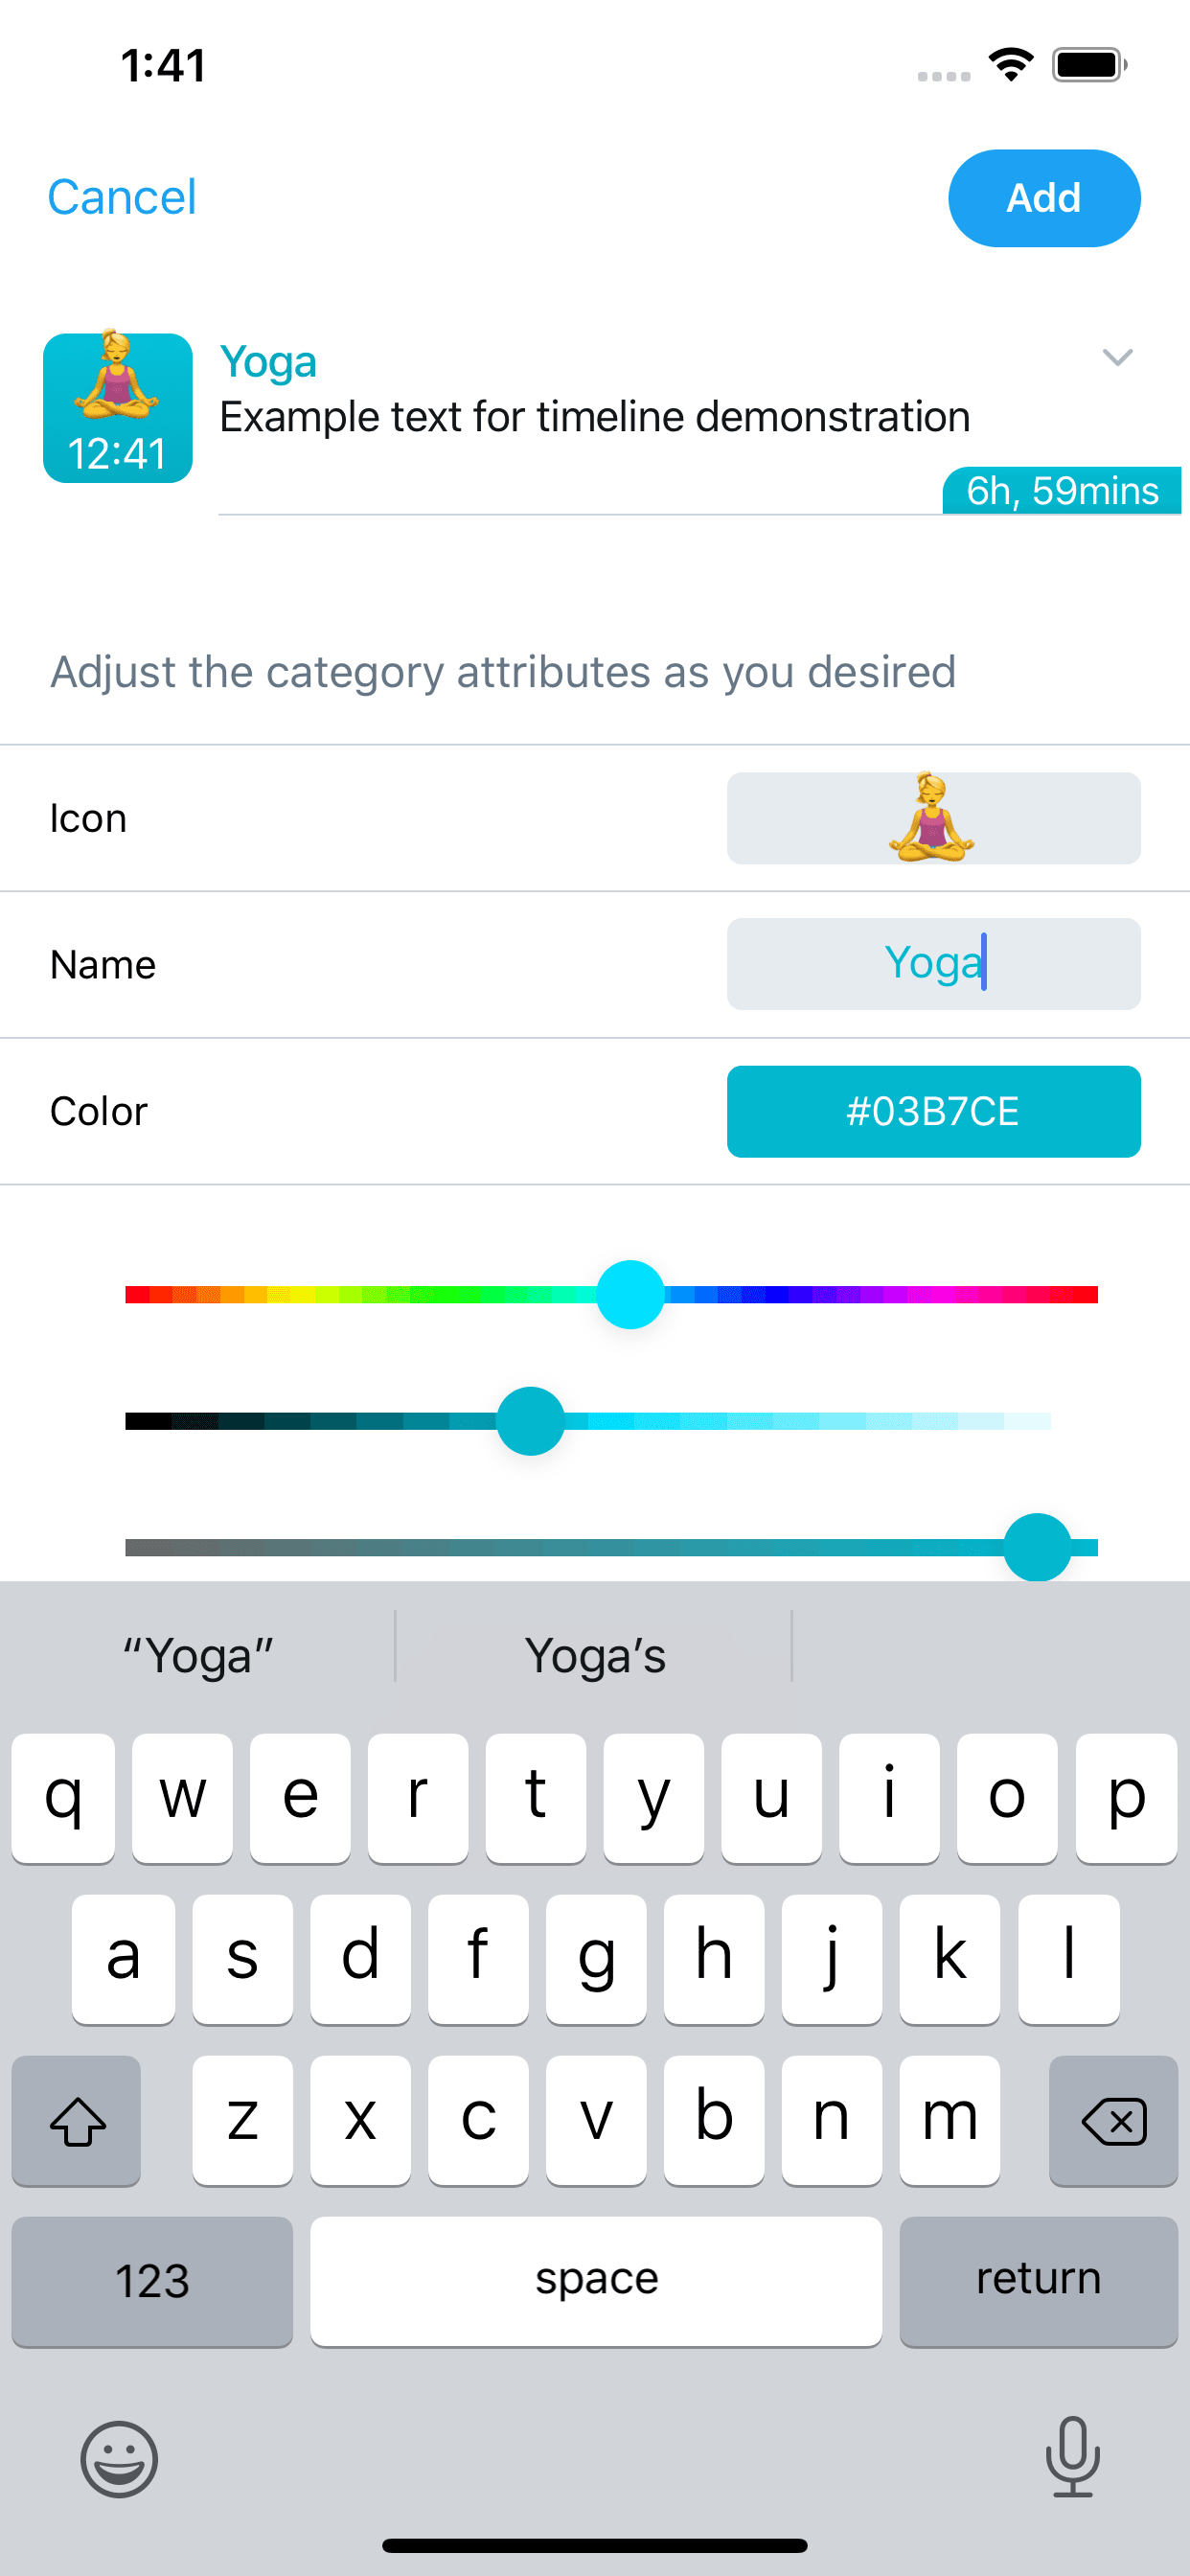 1:41
Cancel
Add
Yoga
Example text for timeline demonstration
12:41
6h, 59mins
Adjust the category attributes as you desired
Icon
Name
Yoga
Color
#03B7CE
“Yoga”
Yoga’s
q w e r t y u i o p
a s d f g h j k l
z x c v b n m
123
space
return